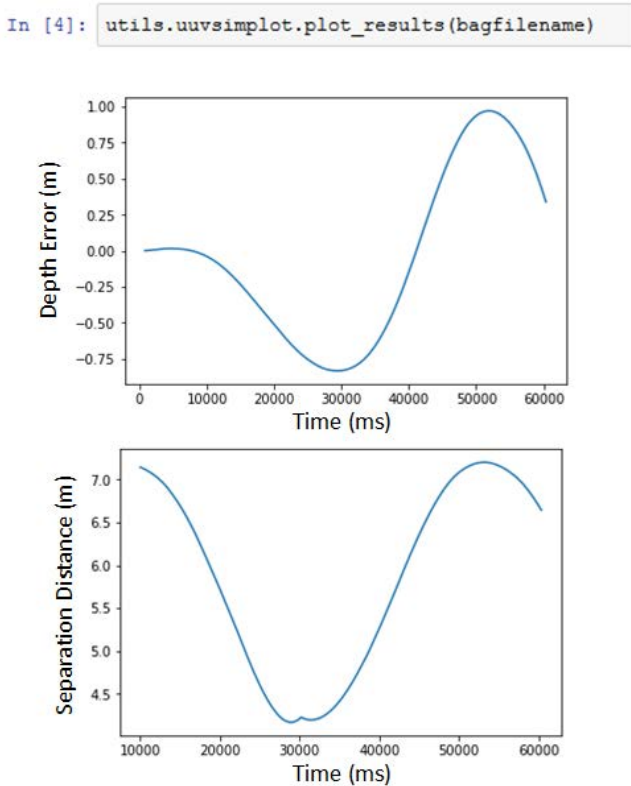 In [4]: utils.uuvsimplot.plot_results(bagfilename)
1.00
0.75
0.50
0.25
0.00
−0.25
−0.50
−0.75
Depth Error (m)
0 10000 20000 30000 40000 50000 60000
Time (ms)
7.0
6.5
6.0
5.5
5.0
4.5
Separation Distance (m)
10000 20000 30000 40000 50000 60000
Time (ms)